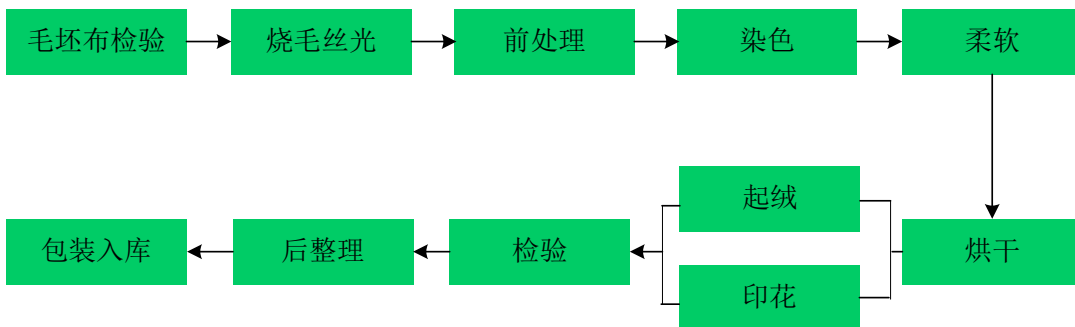 毛坯布检验
烧毛丝光
前处理
染色
柔软
烘干
起绒
印花
检验
后整理
包装入库